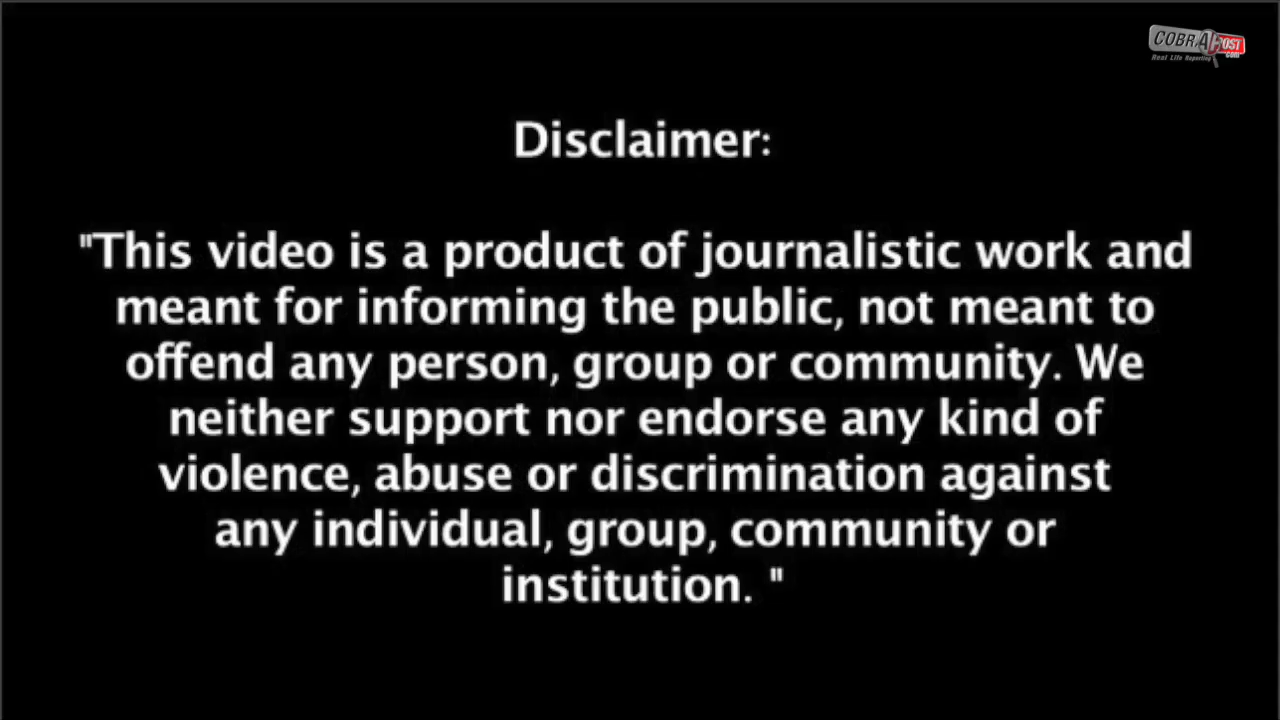 COBRAPOST
.com
Real Life Reporting
Disclaimer:
"This video is a product of journalistic work and
meant for informing the public, not meant to
offend any person, group or community. We
neither support nor endorse any kind of
violence, abuse or discrimination against
any individual, group, community or
institution. "